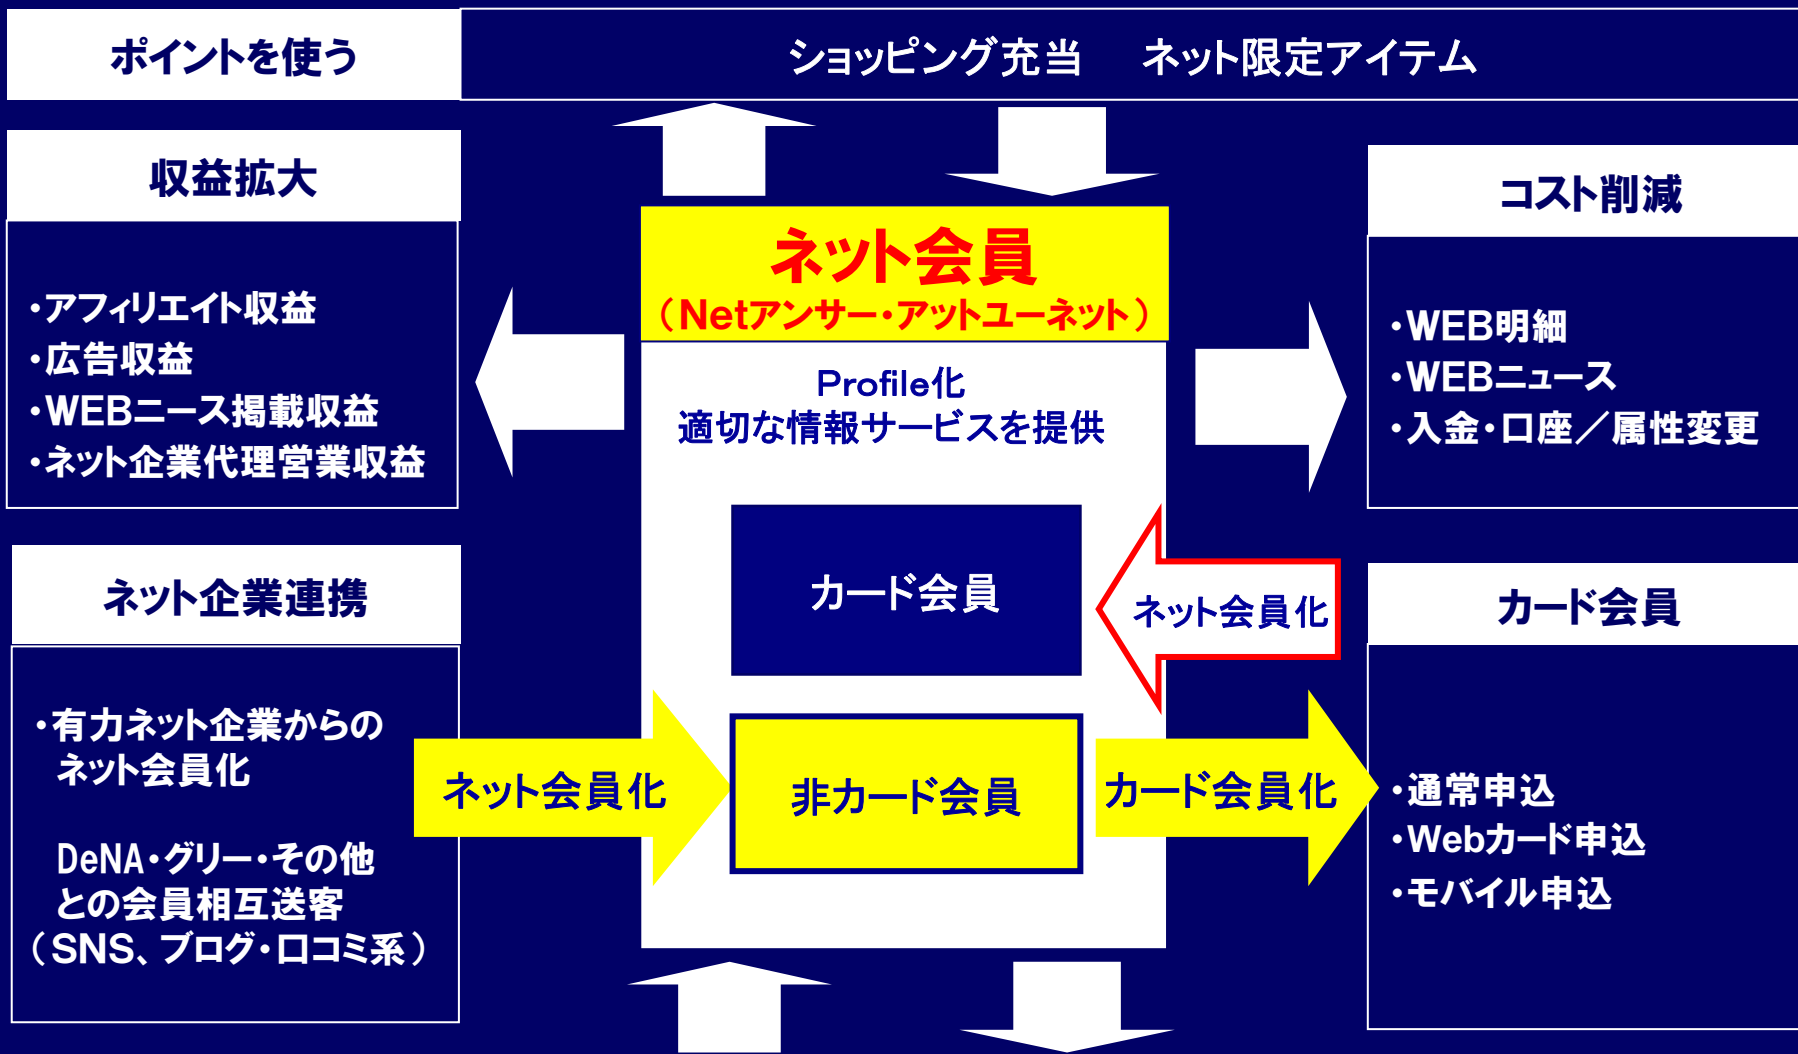 ポイントを使う
ショッピング充当　ネット限定アイテム
収益拡大
・アフィリエイト収益
・広告収益
・WEBニース掲載収益
・ネット企業代理営業収益
ネット会員
（Netアンサー・アットユーネット）
Profile化
適切な情報サービスを提供
コスト削減
・WEB明細
・WEBニュース
・入金・口座／属性変更
カード会員
ネット会員化
ネット企業連携
・有力ネット企業からの
ネット会員化
DeNA・グリー・その他
との会員相互送客
（SNS、ブログ・口コミ系）
ネット会員化
非カード会員
カード会員化
カード会員
・通常申込
・Webカード申込
・モバイル申込